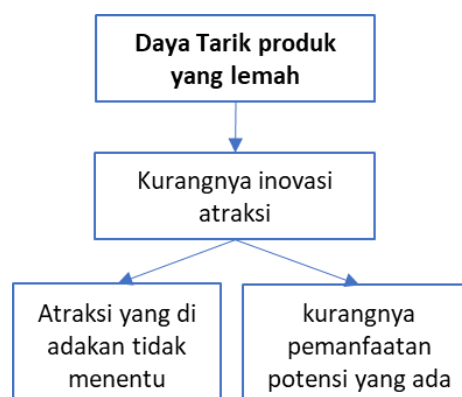 Daya Tarik produk
yang lemah
Kurangnya inovasi
atraksi
Atraksi yang di
adakan tidak
menentu
kurangnya
pemanfaatan
potensi yang ada